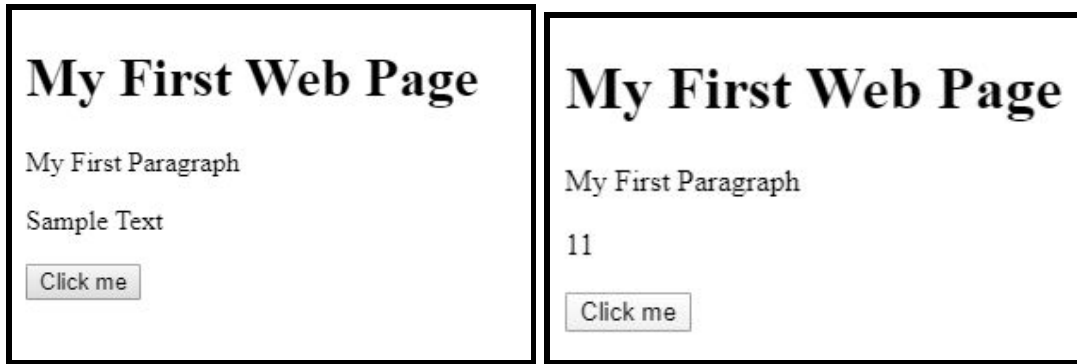 My First Web Page
My First Paragraph
Sample Text
Click me
My First Web Page
My First Paragraph
11
Click me